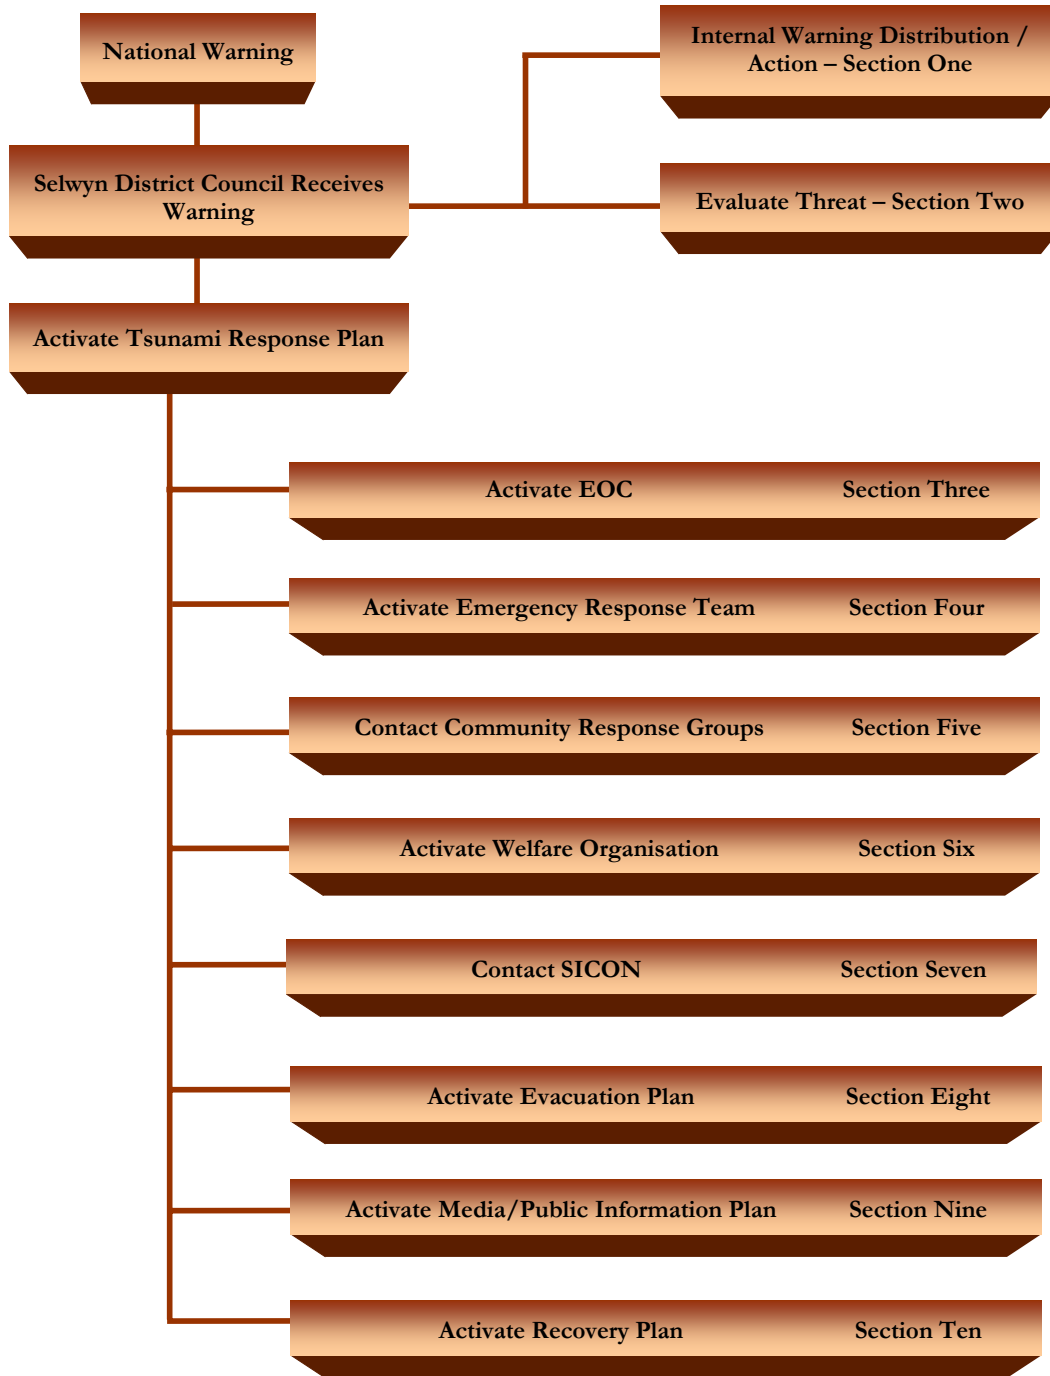 National Warning
Internal Warning Distribution /
Action – Section One
Selwyn District Council Receives
Warning
Evaluate Threat – Section Two
Activate Tsunami Response Plan
Activate EOC Section Three
Activate Emergency Response Team Section Four
Contact Community Response Groups Section Five
Activate Welfare Organisation Section Six
Contact SICON Section Seven
Activate Evacuation Plan Section Eight
Activate Media/Public Information Plan Section Nine
Activate Recovery Plan Section Ten